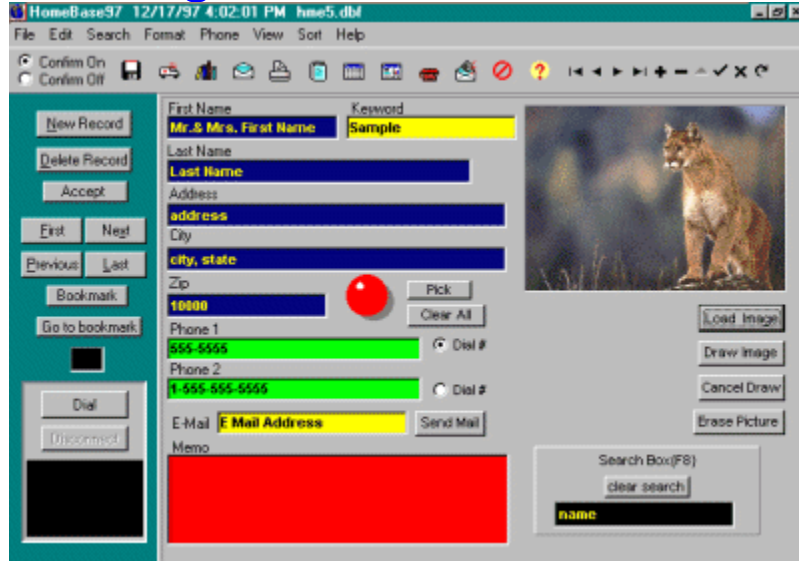 HomeBase97 12/17/97 4:02:01 PM hme5.dbf
File Edit Search Format Phone View Sort Help
Confirm On
Confirm Off
New Record
Delete Record
Accept
First Next
Previous Last
Bookmark
Go to bookmark
Dial
Disconnect
First Name Keyword
Mr.& Mrs. First Name Sample
Last Name
Last Name
Address
address
City
city, state
Zip
10000
Pick
Clear All
Phone 1
555-5555 Dial #
Phone 2
1-555-555-5555 Dial #
E-Mail E Mail Address Send Mail
Memo
Load Image
Draw Image
Cancel Draw
Erase Picture
Search Box(F8)
clear search
name